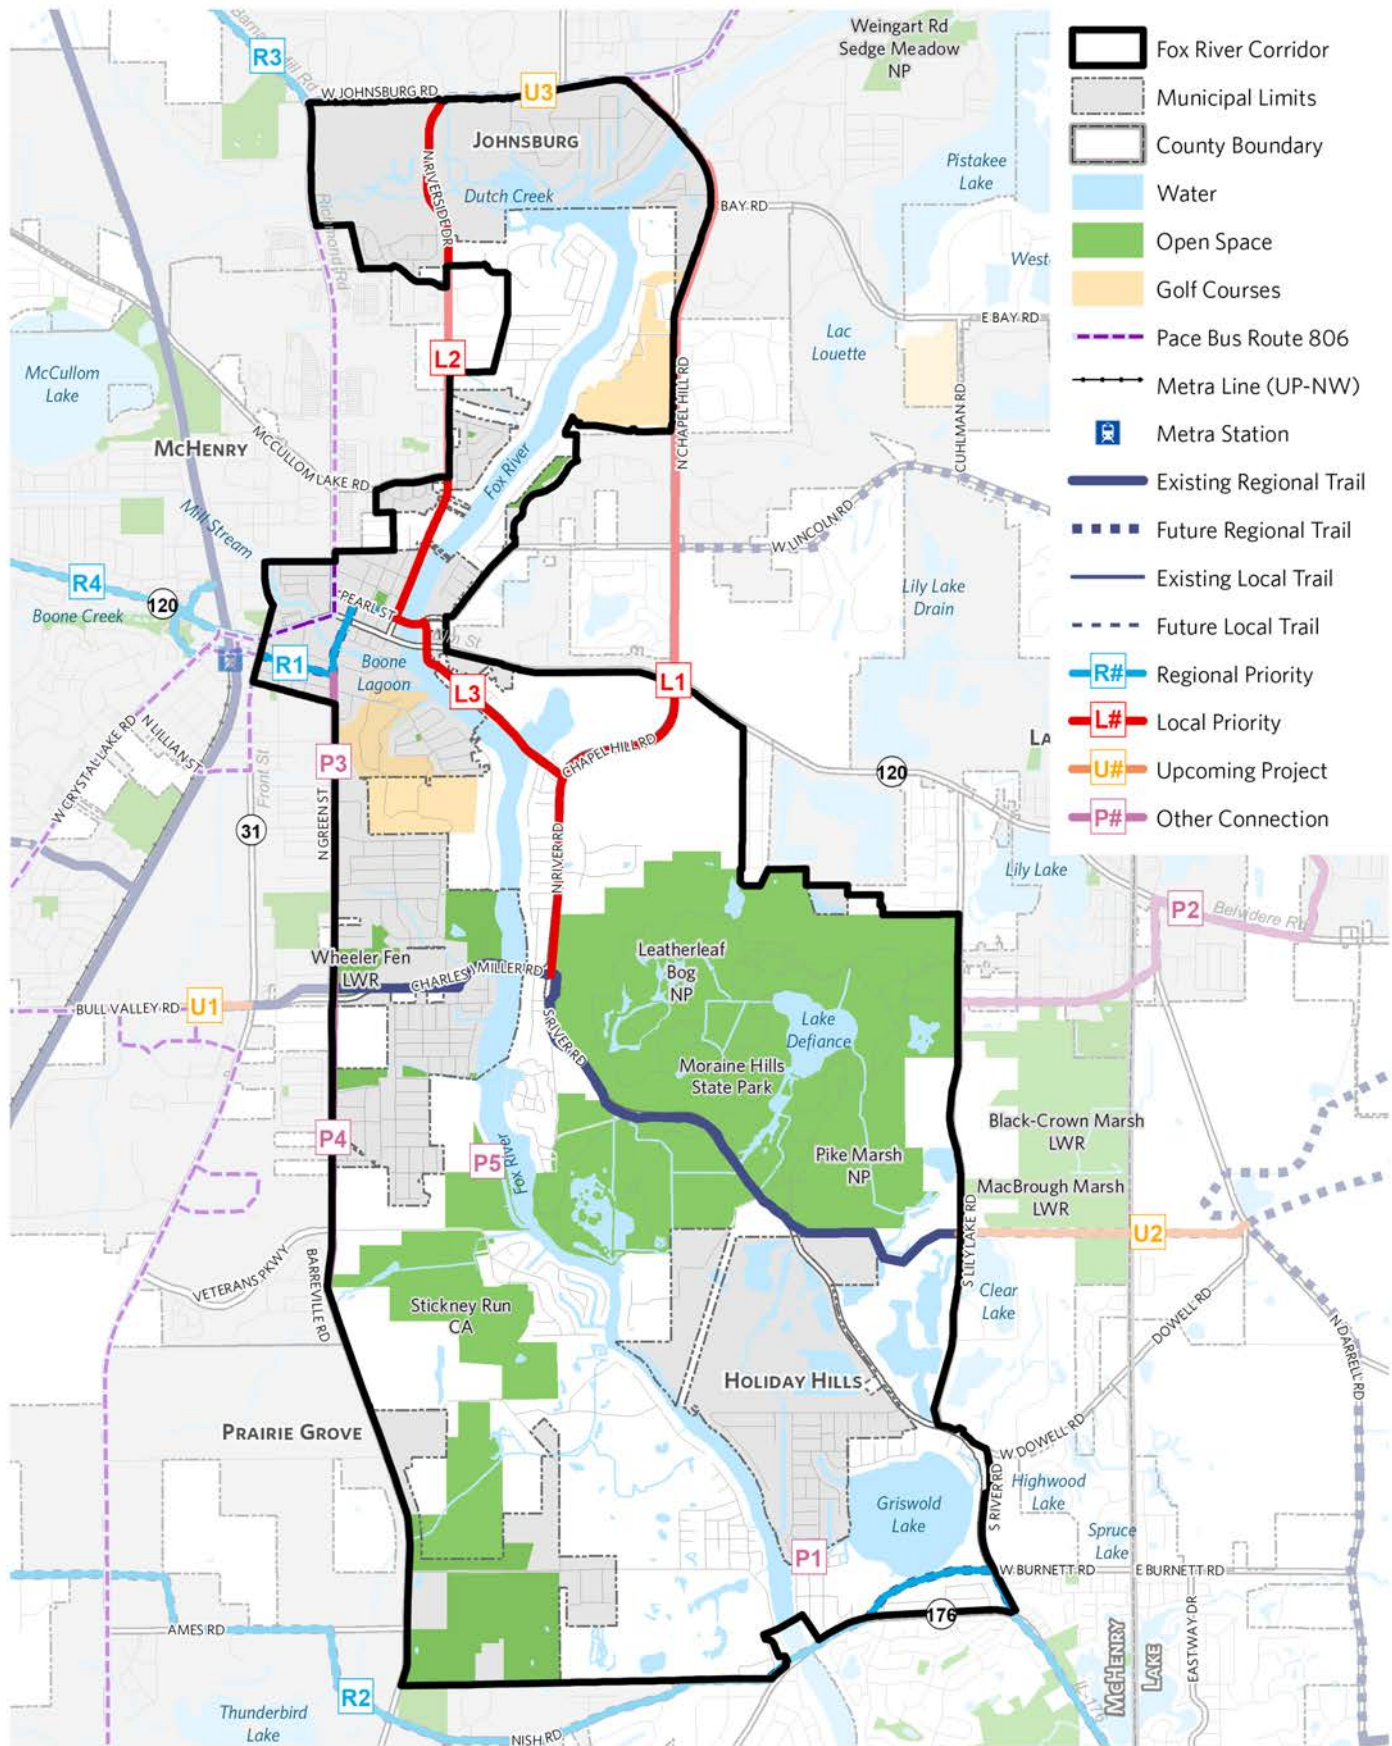 Weingart Rd
Sedge Meadow
NP
Fox River Corridor
Municipal Limits
County Boundary
Water
Open Space
Golf Courses
Pace Bus Route 806
Metra Line (UP-NW)
Metra Station
Existing Regional Trail
Future Regional Trail
Existing Local Trail
Future Local Trail
R# Regional Priority
L# Local Priority
U# Upcoming Project
P# Other Connection
R3
W JOHNSBURG RD
U3
JOHNSBURG
N RIVERSIDE DR
Dutch Creek
Pistakee
Lake
BAY RD
Richmond Rd
E BAY RD
Lac
Louette
L2
McCullom
Lake
N CHAPEL HILL RD
CUHLMAN RD
MCHENRY
MCCULLOM LAKE RD
Fox River
Mill Stream
W LINCOLN RD
R4
120
Boone Creek
PEARL ST
Lily Lake
Drain
R1
Boone
Lagoon
L3
L1
CHAPEL HILL RD
W CRYSTAL LAKE RD
N LILLIAN ST
Front St
P3
120
31
N GREEN ST
N RIVER RD
Lily Lake
P2
Belvidere Rd
Wheeler Fen
LWR
CHARLES J MILLER RD
Leatherleaf
Bog
NP
BULL VALLEY RD
U1
S RIVER RD
Lake
Defiance
Moraine Hills
State Park
P4
P5
Fox River
Pike Marsh
NP
Black-Crown Marsh
LWR
MacBrough Marsh
LWR
U2
S LILY LAKE RD
VETERANS PKWY
BARREVILLE RD
Stickney Run
CA
Clear
Lake
DOWELL RD
N DARRELL RD
HOLIDAY HILLS
PRAIRIE GROVE
W DOWELL RD
S RIVER RD
Highwood
Lake
Griswold
Lake
Spruce
Lake
P1
W BURNETT RD
E BURNETT RD
176
AMES RD
EASTWAY DR
MCHENRY
LAKE
R2
Thunderbird
Lake
NISH RD